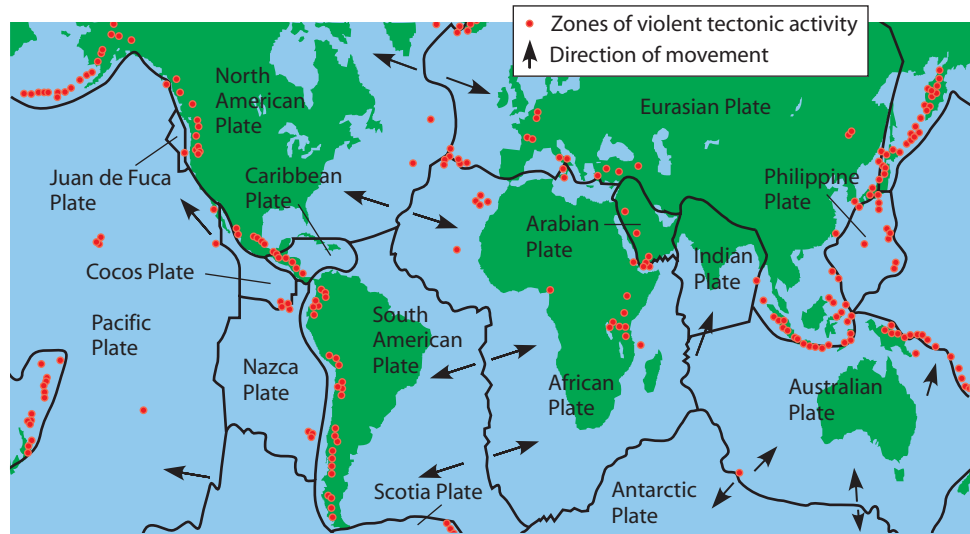 Zones of violent tectonic activity
Direction of movement
North
American
Plate
Eurasian Plate
Juan de Fuca
Plate
Caribbean
Plate
Philippine
Plate
Arabian
Plate
Indian
Plate
Cocos Plate
Pacific
Plate
South
American
Plate
Nazca
Plate
African
Plate
Australian
Plate
Scotia Plate
Antarctic
Plate